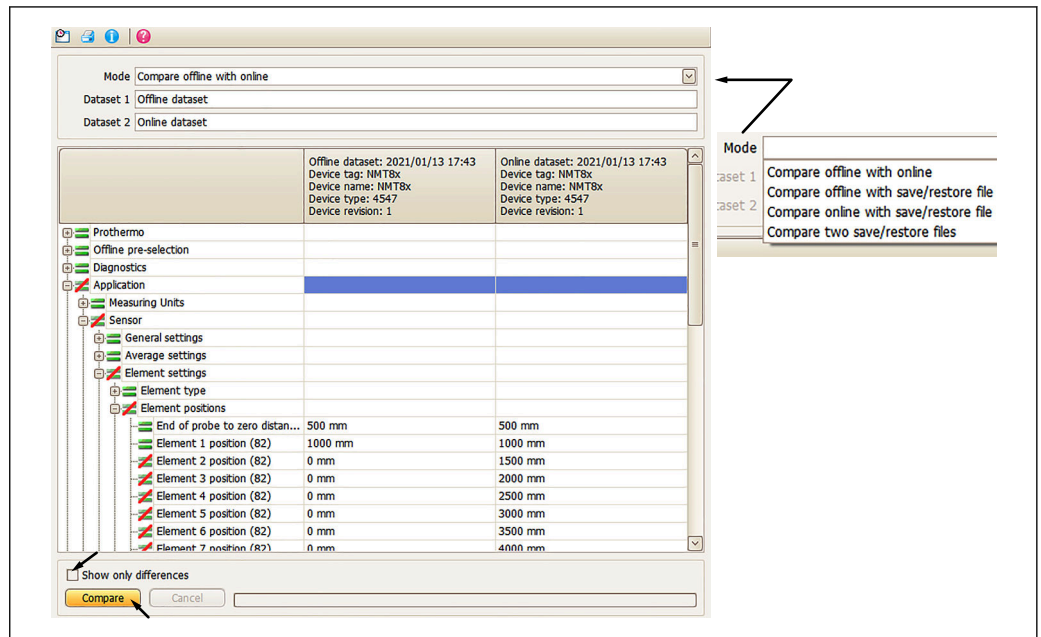 Mode Compare offline with online
Dataset 1 Offline dataset
Dataset 2 Online dataset
Offline dataset: 2021/01/13 17:43
Device tag: NMT8x
Device name: NMT8x
Device type: 4547
Device revision: 1
Online dataset: 2021/01/13 17:43
Device tag: NMT8x
Device name: NMT8x
Device type: 4547
Device revision: 1
Prothermo
Offline pre-selection
Diagnostics
Application
Measuring Units
Sensor
General settings
Average settings
Element settings
Element type
Element positions
End of probe to zero distan... 500 mm 500 mm
Element 1 position (82) 1000 mm 1000 mm
Element 2 position (82) 0 mm 1500 mm
Element 3 position (82) 0 mm 2000 mm
Element 4 position (82) 0 mm 2500 mm
Element 5 position (82) 0 mm 3000 mm
Element 6 position (82) 0 mm 3500 mm
Element 7 position (82) 0 mm 4000 mm
Show only differences
Compare Cancel
Mode
taset 1
taset 2
Compare offline with online
Compare offline with save/restore file
Compare online with save/restore file
Compare two save/restore files